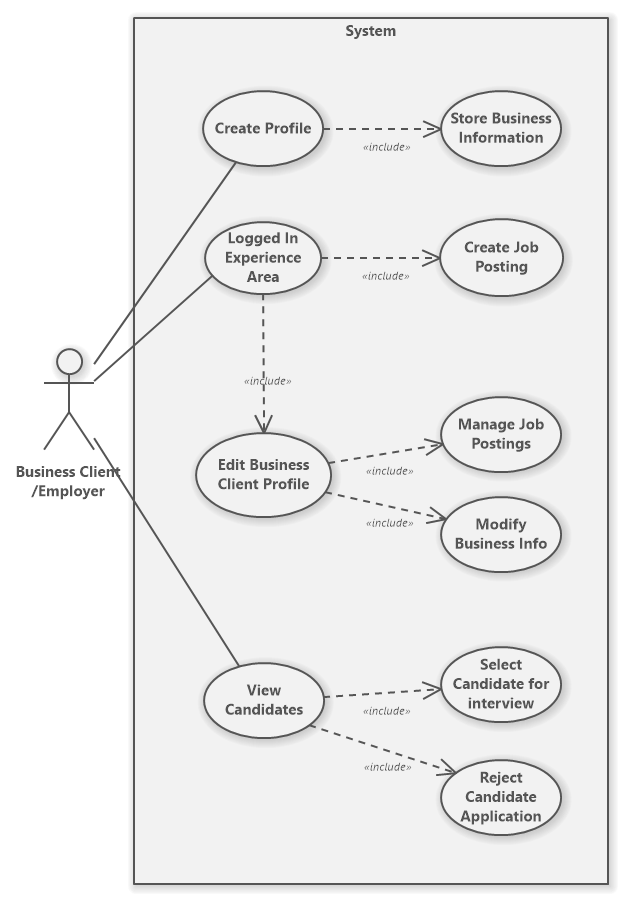 System
Create Profile
«include»
Store Business
Information
Logged In
Experience
Area
«include»
Create Job
Posting
«include»
Business Client
/Employer
Edit Business
Client Profile
«include»
Manage Job
Postings
«include»
Modify
Business Info
View
Candidates
«include»
Select
Candidate for
interview
«include»
Reject
Candidate
Application